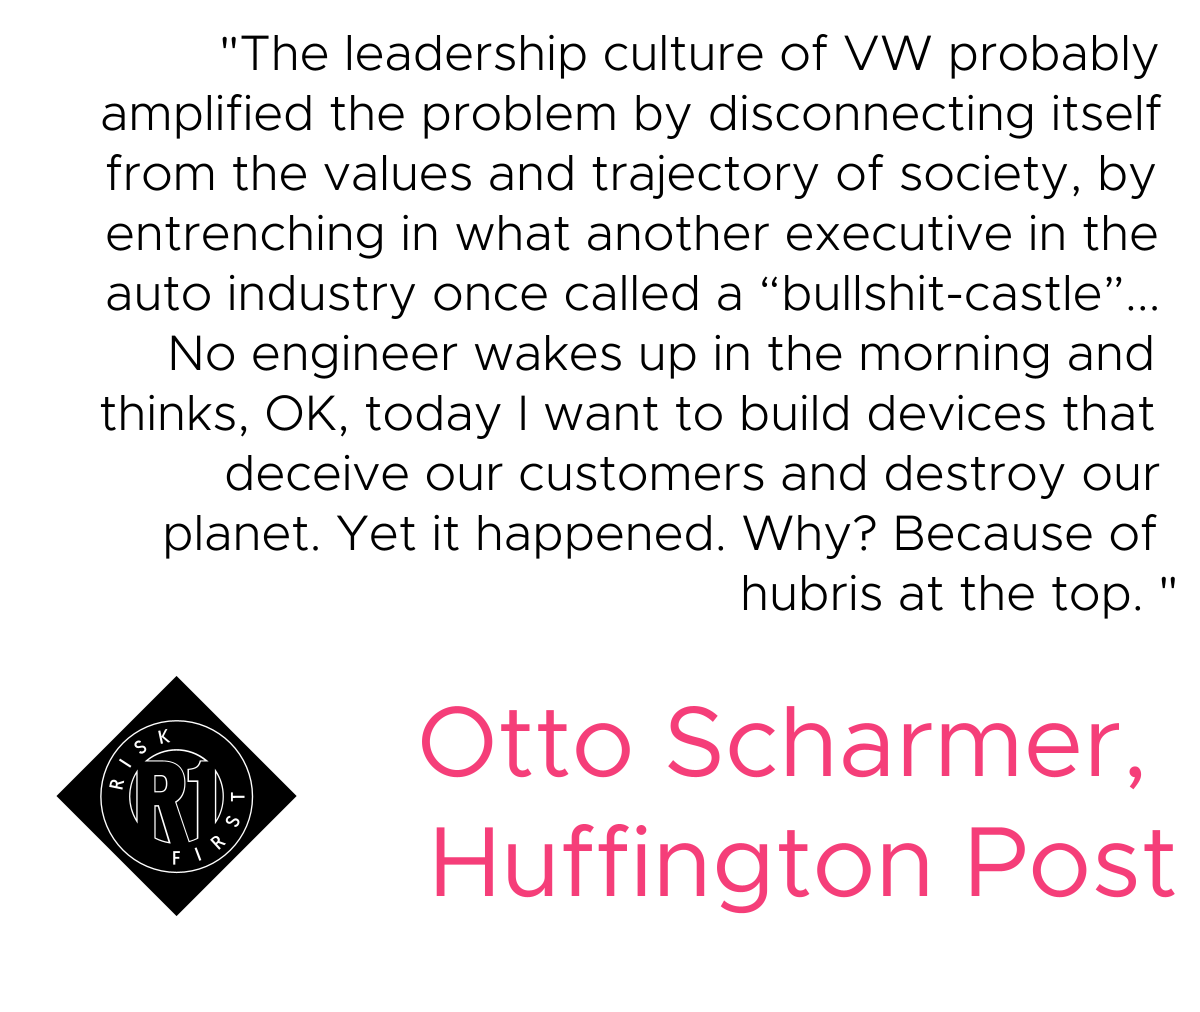 "The leadership culture of VW probably
amplified the problem by disconnecting itself
from the values and trajectory of society, by
entrenching in what another executive in the
auto industry once called a “bullshit-castle”...
No engineer wakes up in the morning and
thinks, OK, today I want to build devices that
deceive our customers and destroy our
planet. Yet it happened. Why? Because of
hubris at the top. "
RISK
R1
FIRST
Otto Scharmer,
Huffington Post